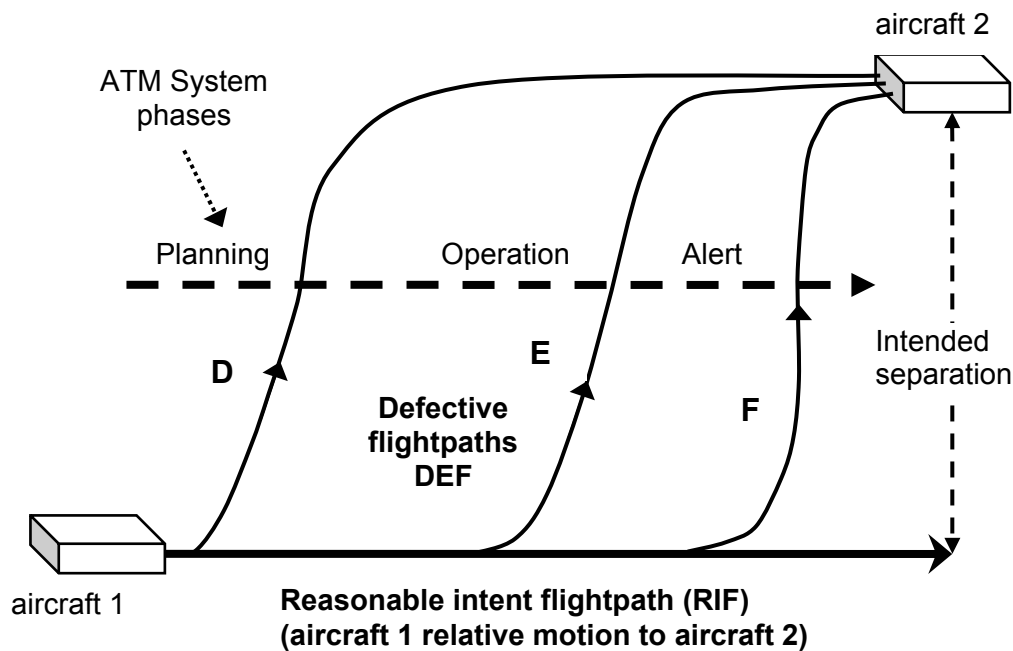 aircraft 2
ATM System
phases
Planning
Operation
Alert
D
E
F
Intended
separation
Defective
flightpaths
DEF
aircraft 1
Reasonable intent flightpath (RIF)
(aircraft 1 relative motion to aircraft 2)